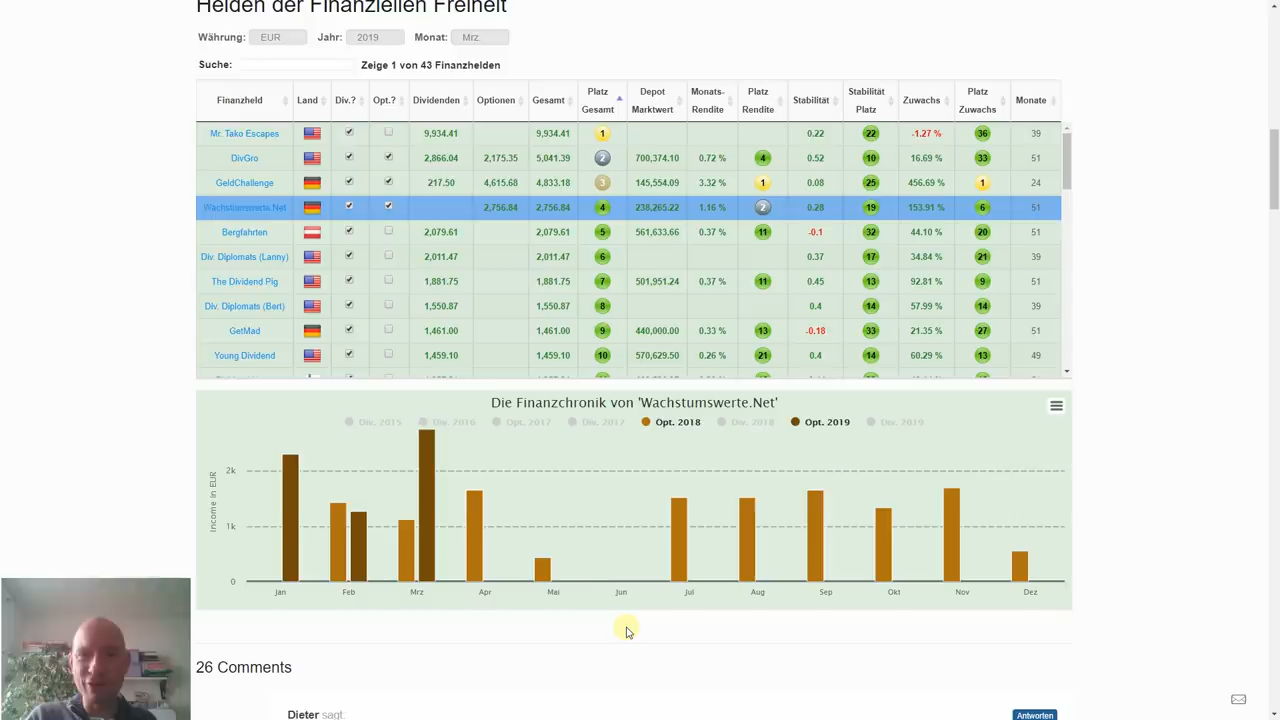 Helden der Finanziellen Freiheit
Währung: EUR Jahr: 2019 Monat: Mrz.
Suche: Zeige 1 von 43 Finanzhelden
Finanzheld Land Div.? Opt.? Dividenden Optionen Gesamt Platz Gesamt Depot Marktwert Monats-Rendite Platz Rendite Stabilität Stabilität Platz Zuwachs Platz Zuwachs Monate
Mr. Tako Escapes 9,934.41 9,934.41 1 0.22 22 -1.27 % 36 39
DivGro 2,866.04 2,175.35 5,041.39 2 700,374.10 0.72 % 4 0.52 10 16.69 % 33 51
GeldChallenge 217.50 4,615.68 4,833.18 3 145,554.09 3.32 % 1 0.08 25 456.69 % 1 24
Wachstumswerte.Net 2,756.84 2,756.84 4 238,265.22 1.16 % 2 0.28 19 153.91 % 6 51
Bergfahrten 2,079.61 2,079.61 5 561,633.66 0.37 % 11 -0.1 32 44.10 % 20 51
Div. Diplomats (Lanny) 2,011.47 2,011.47 6 0.37 17 34.84 % 21 39
The Dividend Pig 1,881.75 1,881.75 7 501,951.24 0.37 % 11 0.45 13 92.81 % 9 51
Div. Diplomats (Bert) 1,550.87 1,550.87 8 0.4 14 57.99 % 14 39
GetMad 1,461.00 1,461.00 9 440,000.00 0.33 % 13 -0.18 33 21.35 % 27 51
Young Dividend 1,459.10 1,459.10 10 570,629.50 0.26 % 21 0.4 14 60.29 % 13 49
Die Finanzchronik von 'Wachstumswerte.Net'
Div. 2015 Div. 2016 Opt. 2017 Div. 2017 Opt. 2018 Div. 2018 Opt. 2019 Div. 2019
Income in EUR
2k
1k
0
Jan Feb Mrz Apr Mai Jun Jul Aug Sep Okt Nov Dez
26 Comments
Dieter sagt:
Antworten